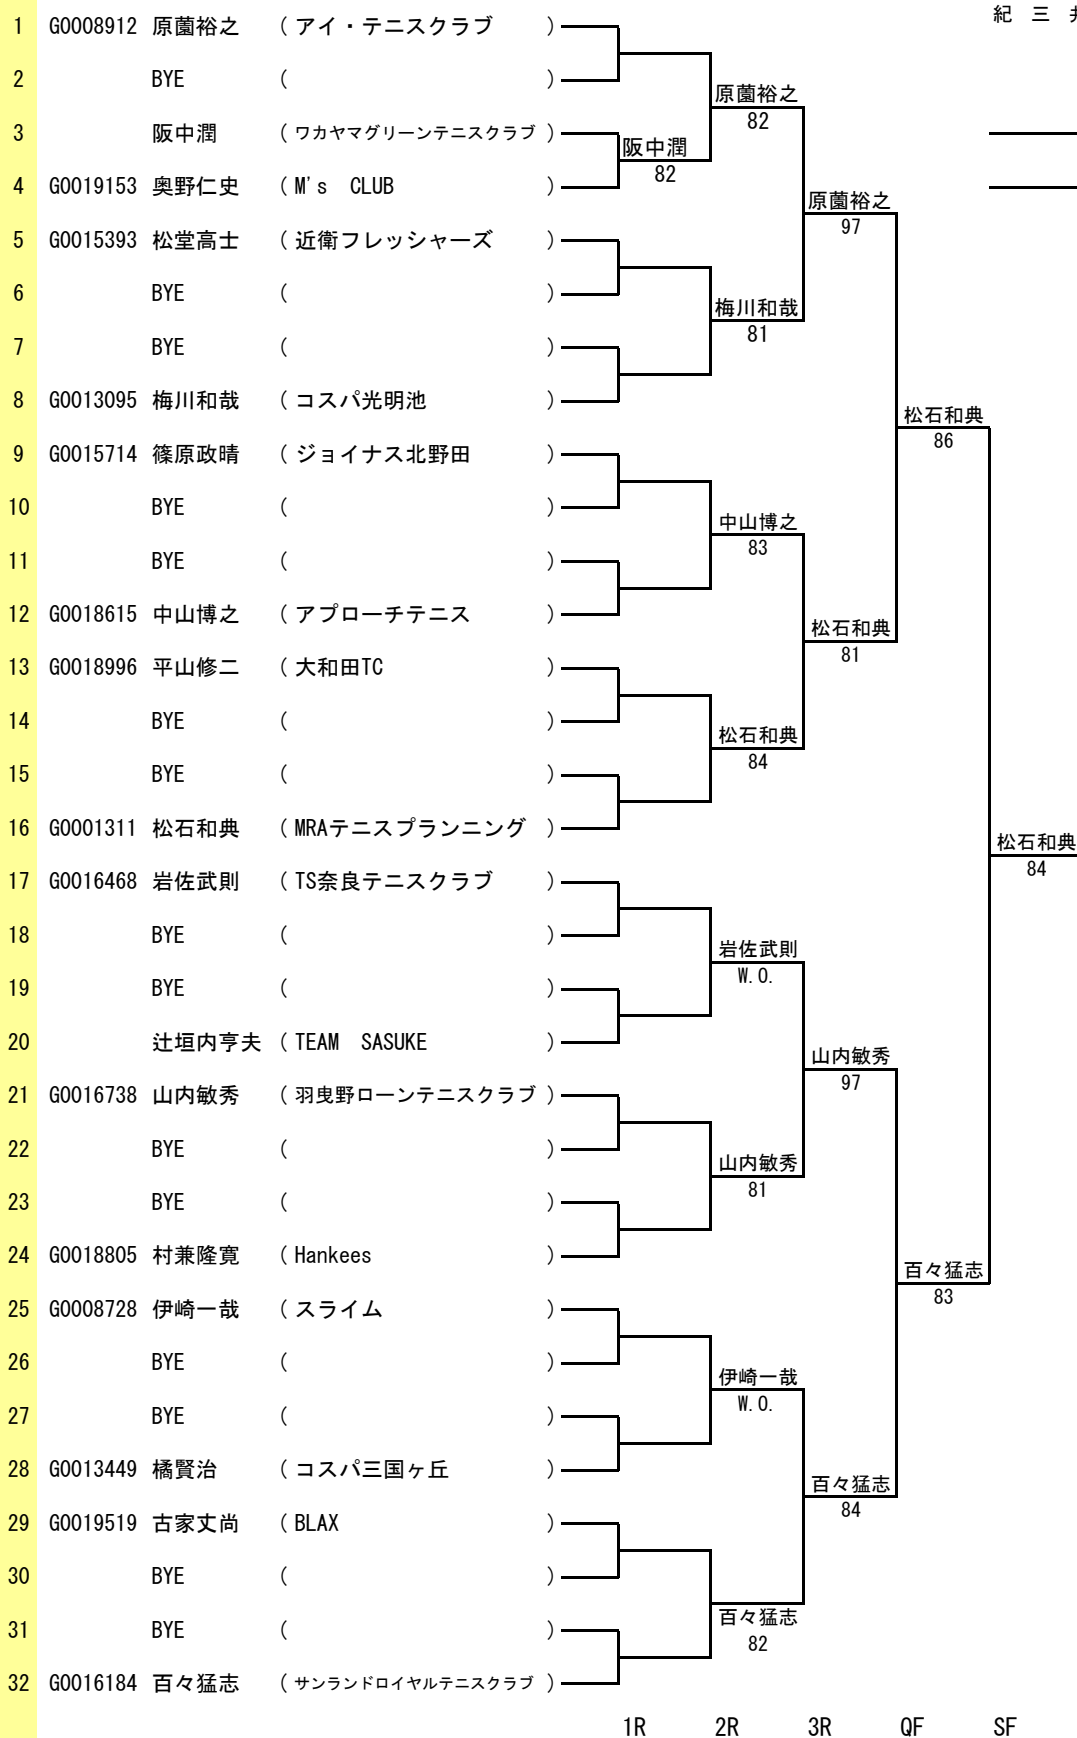 紀 三 井
1 G0008912 原薗裕之 ( アイ・テニスクラブ )
2 BYE ( )
原薗裕之
82
3 阪中潤 ( ワカヤマグリーンテニスクラブ )
阪中潤
82
4 G0019153 奥野仁史 ( M's CLUB )
原薗裕之
97
5 G0015393 松堂高士 ( 近衛フレッシャーズ )
6 BYE ( )
梅川和哉
81
7 BYE ( )
8 G0013095 梅川和哉 ( コスパ光明池 )
松石和典
86
9 G0015714 篠原政晴 ( ジョイナス北野田 )
10 BYE ( )
中山博之
83
11 BYE ( )
12 G0018615 中山博之 ( アプローチテニス )
松石和典
81
13 G0018996 平山修二 ( 大和田TC )
14 BYE ( )
松石和典
84
15 BYE ( )
16 G0001311 松石和典 ( MRAテニスプランニング )
松石和典
84
17 G0016468 岩佐武則 ( TS奈良テニスクラブ )
18 BYE ( )
岩佐武則
W.O.
19 BYE ( )
20 辻垣内亨夫 ( TEAM SASUKE )
山内敏秀
97
21 G0016738 山内敏秀 ( 羽曳野ローンテニスクラブ )
22 BYE ( )
山内敏秀
81
23 BYE ( )
24 G0018805 村兼隆寛 ( Hankees )
百々猛志
83
25 G0008728 伊崎一哉 ( スライム )
26 BYE ( )
伊崎一哉
W.O.
27 BYE ( )
28 G0013449 橘賢治 ( コスパ三国ヶ丘 )
百々猛志
84
29 G0019519 古家丈尚 ( BLAX )
30 BYE ( )
百々猛志
82
31 BYE ( )
32 G0016184 百々猛志 ( サンランドロイヤルテニスクラブ )
1R 2R 3R QF SF